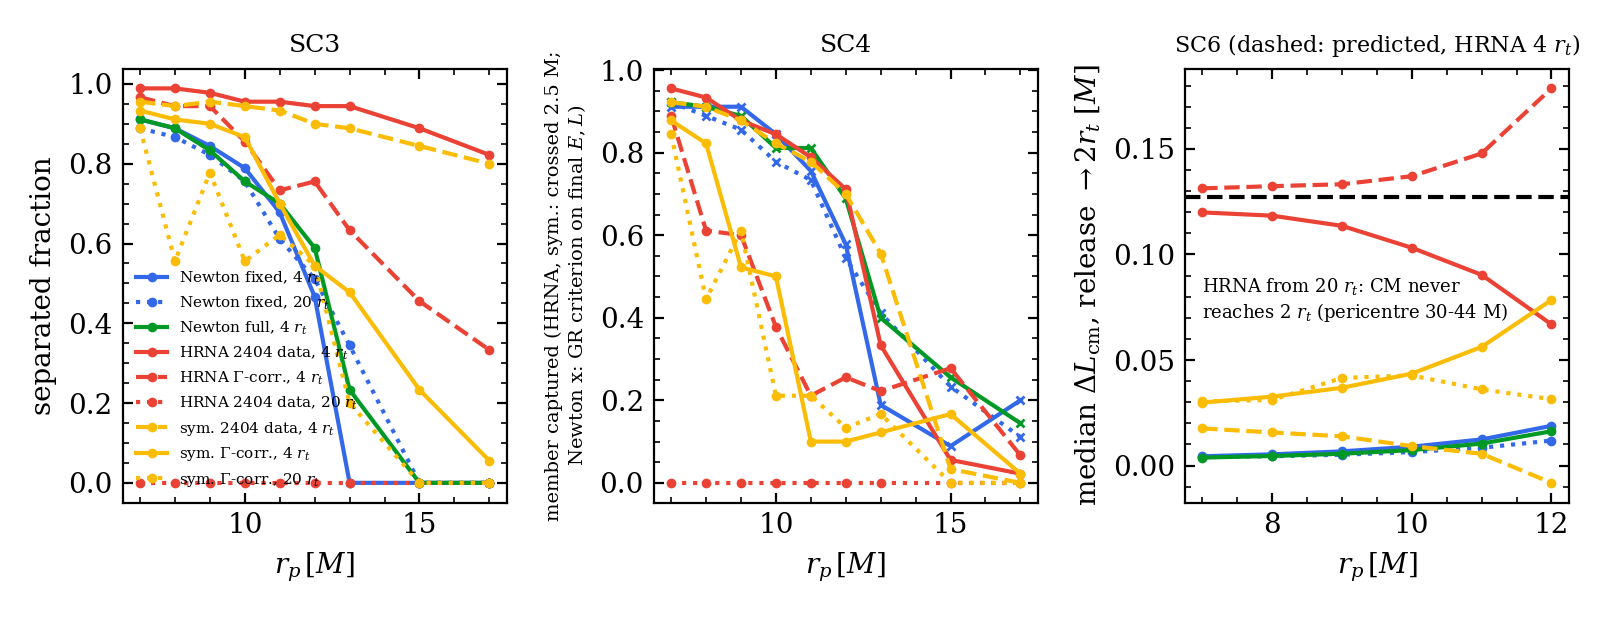 SC3
separated fraction
1.0
0.8
0.6
0.4
0.2
0.0
10
15
r_p [M]
Newton fixed, 4 r_t
Newton fixed, 20 r_t
Newton full, 4 r_t
HRNA 2404 data, 4 r_t
HRNA Γ-corr., 4 r_t
HRNA 2404 data, 20 r_t
sym. 2404 data, 4 r_t
sym. Γ-corr., 4 r_t
sym. Γ-corr., 20 r_t
SC4
member captured (HRNA, sym.: crossed 2.5 M;
Newton x: GR criterion on final E, L)
1.0
0.8
0.6
0.4
0.2
0.0
10
15
r_p [M]
SC6 (dashed: predicted, HRNA 4 r_t)
median ΔL_cm, release → 2r_t [M]
0.15
0.10
0.05
0.00
HRNA from 20 r_t: CM never
reaches 2 r_t (pericentre 30-44 M)
8
10
12
r_p [M]